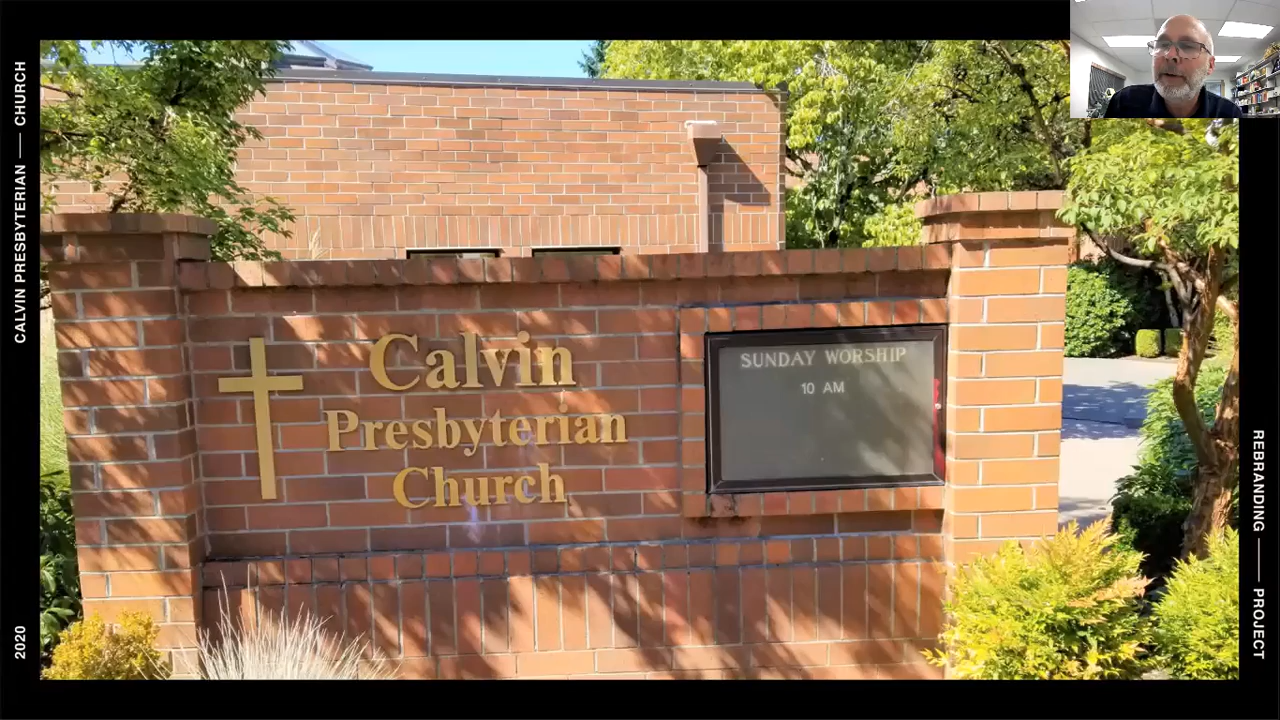 CALVIN PRESBYTERIAN — CHURCH
2020
Calvin
Presbyterian
Church
SUNDAY WORSHIP
10 AM
REBRANDING — PROJECT